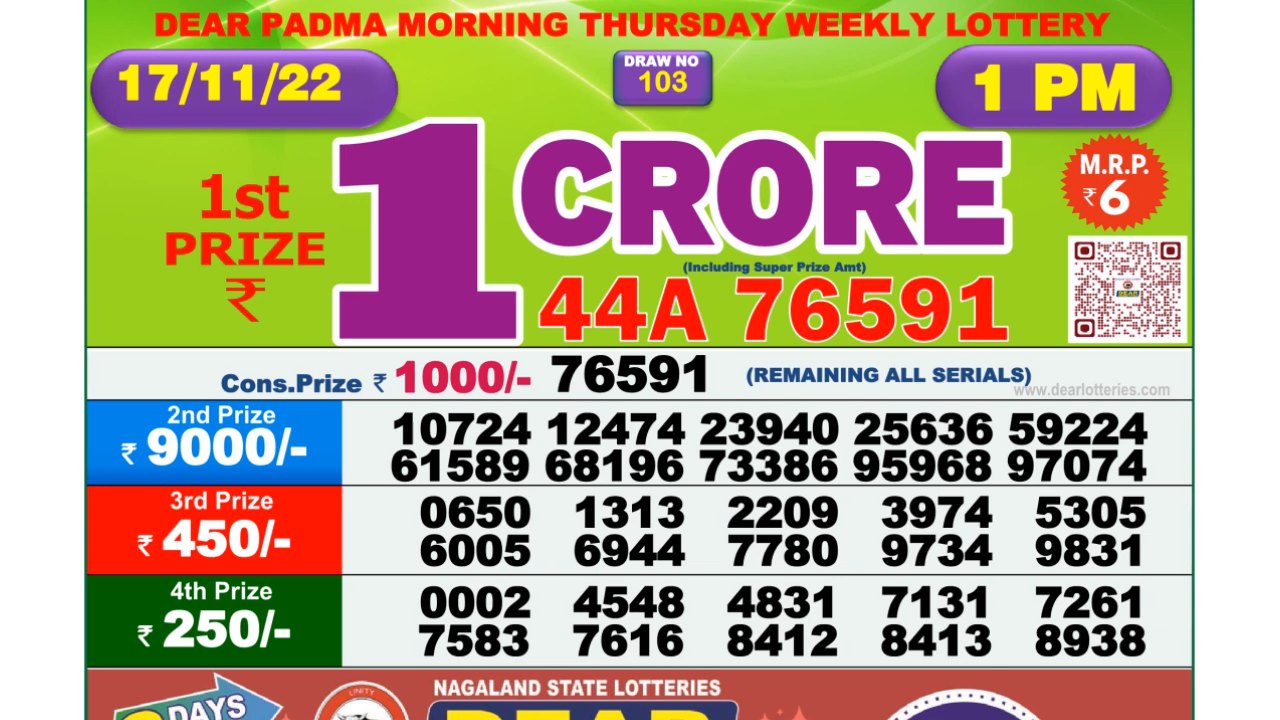 DEAR PADMA MORNING THURSDAY WEEKLY LOTTERY
17/11/22
DRAW NO
103
1 PM
1st
PRIZE
₹
1 CRORE
(Including Super Prize Amt)
44A 76591
M.R.P.
₹ 6
DEAR
Cons.Prize ₹ 1000/- 76591 (REMAINING ALL SERIALS)
www.dearlotteries.com
2nd Prize
₹ 9000/-
10724 12474 23940 25636 59224
61589 68196 73386 95968 97074
3rd Prize
₹ 450/-
0650 1313 2209 3974 5305
6005 6944 7780 9734 9831
4th Prize
₹ 250/-
0002 4548 4831 7131 7261
7583 7616 8412 8413 8938
DAYS
UNITY
NAGALAND STATE LOTTERIES
DEAR